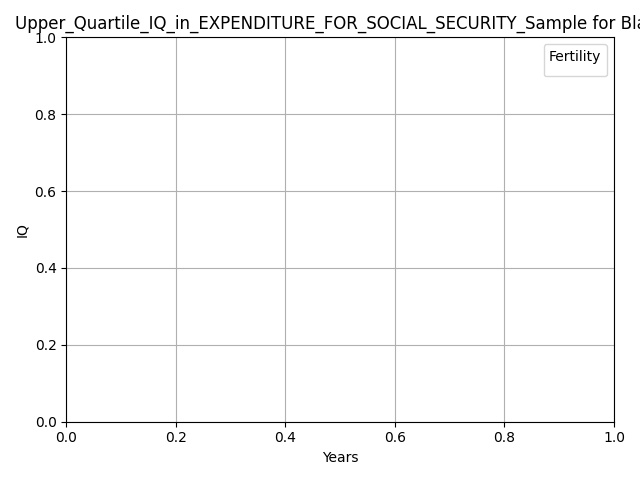 Upper_Quartile_IQ_in_EXPENDITURE_FOR_SOCIAL_SECURITY_Sample for Bla
Fertility
1.0
0.8
0.6
0.4
0.2
0.0
IQ
0.0 0.2 0.4 0.6 0.8 1.0
Years